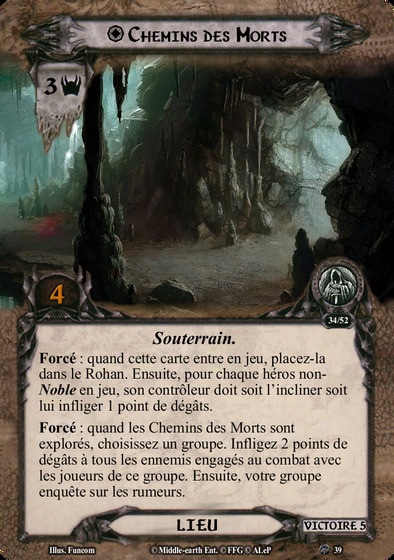 Chemins des Morts
3
4
34/52
Souterrain.
Forcé : quand cette carte entre en jeu, placez-la
dans le Rohan. Ensuite, pour chaque héros non-
Noble en jeu, son contrôleur doit soit l'incliner soit
lui infliger 1 point de dégâts.
Forcé : quand les Chemins des Morts sont
explorés, choisissez un groupe. Infligez 2 points de
dégâts à tous les ennemis engagés au combat avec
les joueurs de ce groupe. Ensuite, votre groupe
enquête sur les rumeurs.
LIEU
VICTOIRE 5
Illus. Funcom
© Middle-earth Ent. © FFG © ALeP
39